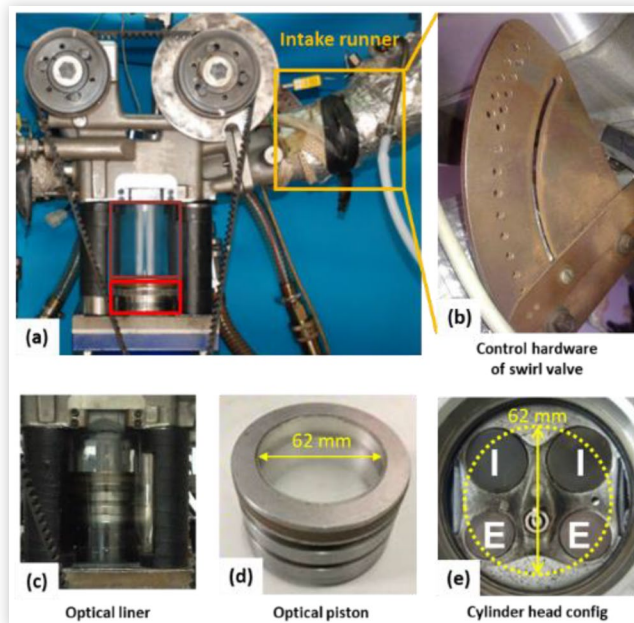 Intake runner
(a)
(b)
Control hardware
of swirl valve
62 mm
62 mm
I I
E E
(c)
(d)
(e)
Optical liner
Optical piston
Cylinder head config